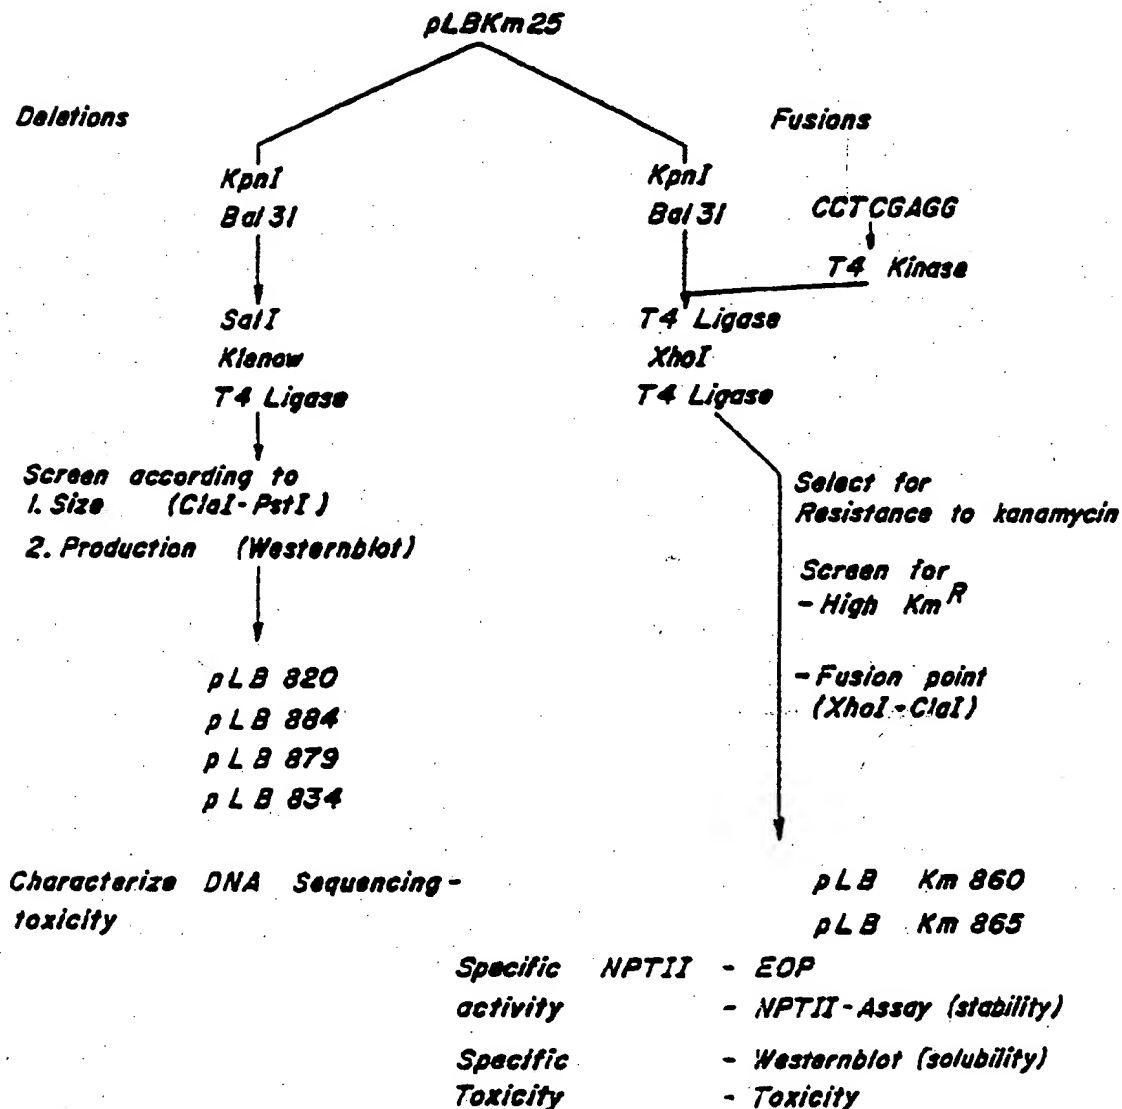 pLBKm25
Deletions
Fusions
KpnI
Bal 31
KpnI
Bal 31
CCTCGAGG
T4 Kinase
SalI
Klenow
T4 Ligase
T4 Ligase
XhoI
T4 Ligase
Screen according to
1. Size (ClaI-PstI)
2. Production (Westernblot)
Select for
Resistance to kanamycin
Screen for
- High Km R
- Fusion point
(XhoI-ClaI)
pLB 820
pLB 884
pLB 879
pLB 834
pLB Km 860
pLB Km 865
Characterize DNA Sequencing-
toxicity
Specific NPTII - EOP
activity - NPTII-Assay (stability)
Specific - Westernblot (solubility)
Toxicity - Toxicity